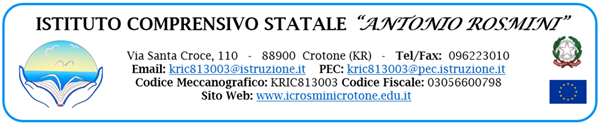 ISTITUTO COMPRENSIVO STATALE "ANTONIO ROSMINI"
Via Santa Croce, 110 - 88900 Crotone (KR) - Tel/Fax: 096223010
Email: kric813003@istruzione.it PEC: kric813003@pec.istruzione.it
Codice Meccanografico: KRIC813003 Codice Fiscale: 03056600798
Sito Web: www.icrosminicrotone.edu.it